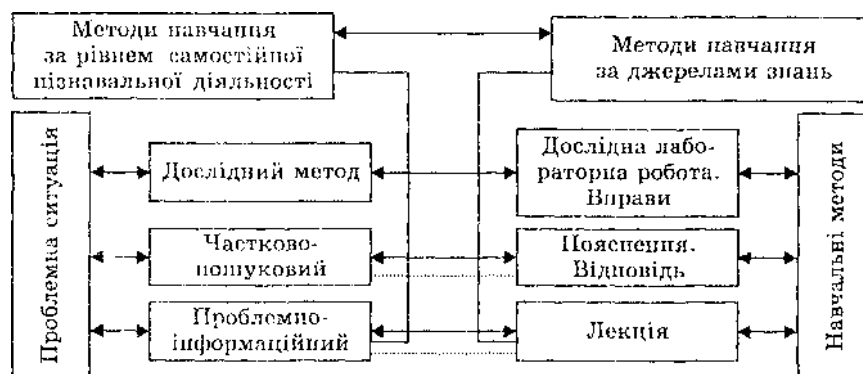 Методи навчання
за рівнем самостійної
пізнавальної діяльності
Методи навчання
за джерелами знань
Проблемна ситуація
Дослідний метод
Дослідна лабо-
раторна робота.
Вправи
Частково-
пошуковий
Пояснення.
Відповідь
Проблемно-
інформаційний
Лекція
Навчальні методи